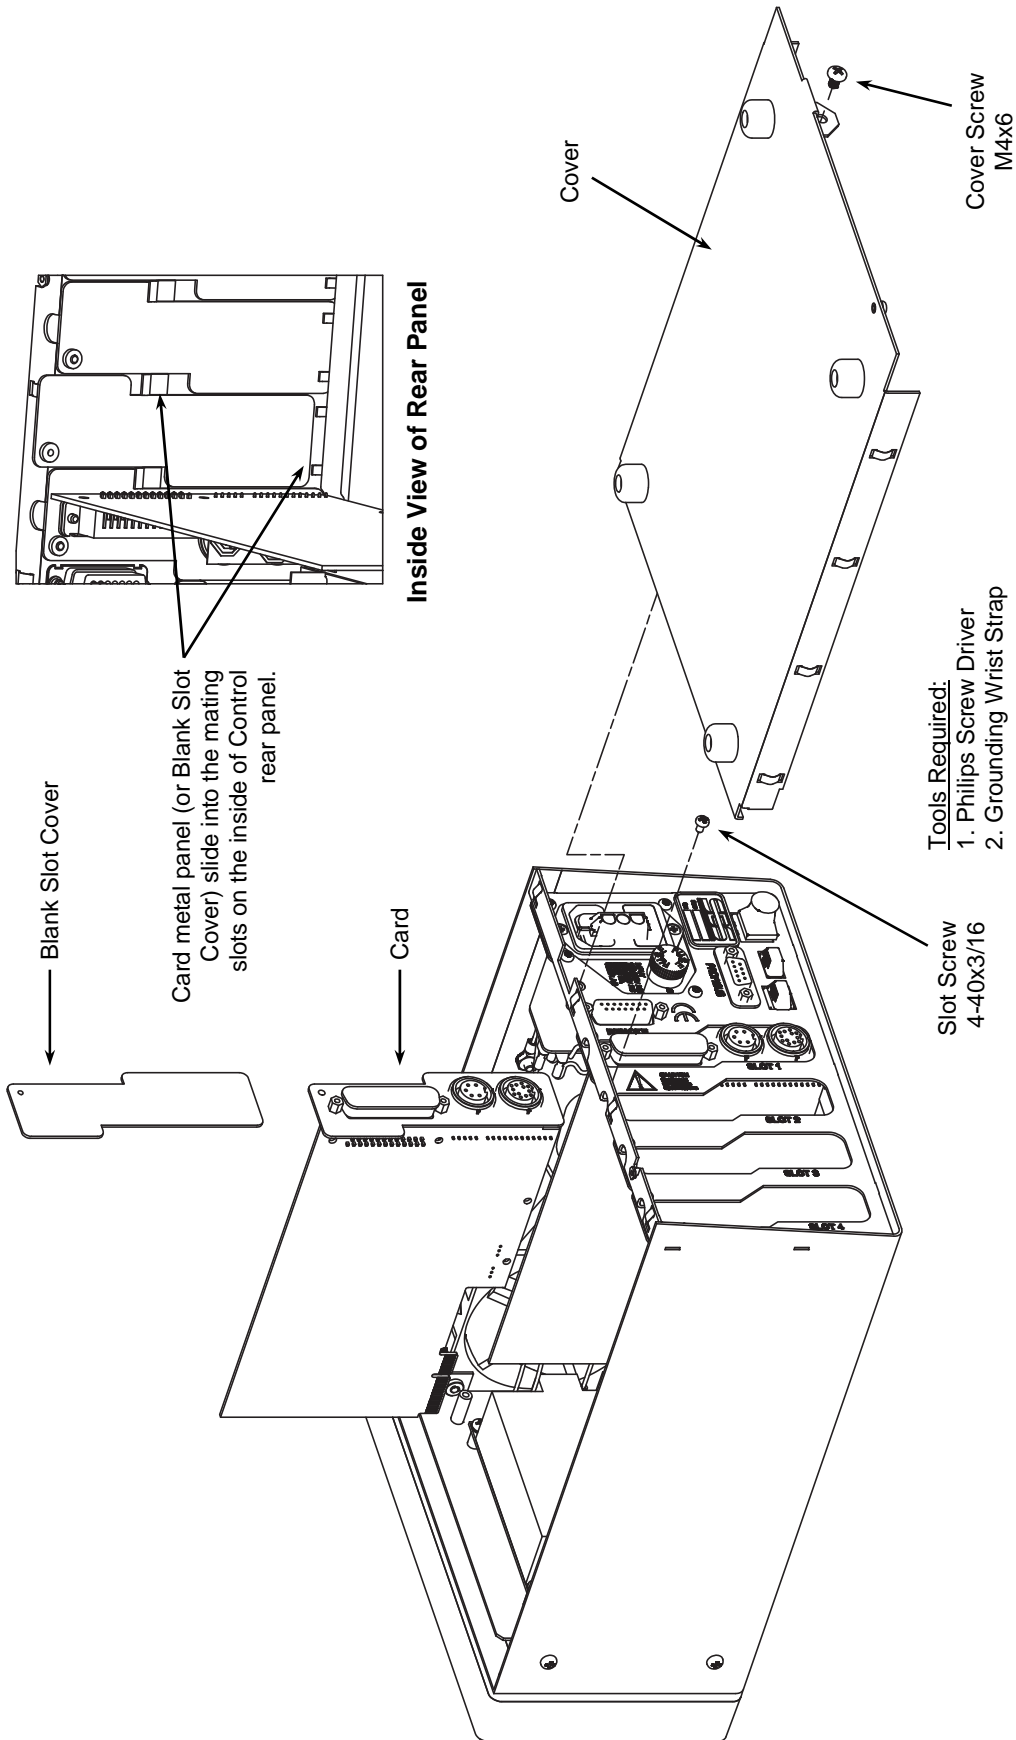 Blank Slot Cover
Card metal panel (or Blank Slot
Cover) slide into the mating
slots on the inside of Control
rear panel.
Inside View of Rear Panel
Card
Cover
Cover Screw
M4x6
Slot Screw
4-40x3/16
Tools Required:
1. Philips Screw Driver
2. Grounding Wrist Strap
SLOT 1
SLOT 2
SLOT 3
SLOT 4